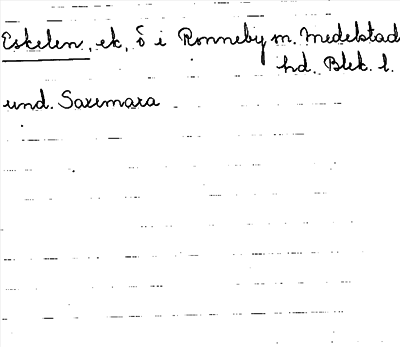 Eskelen, ek, ö i Ronneby m. Medelstad
hd. Blek. l.
und. Saxemara